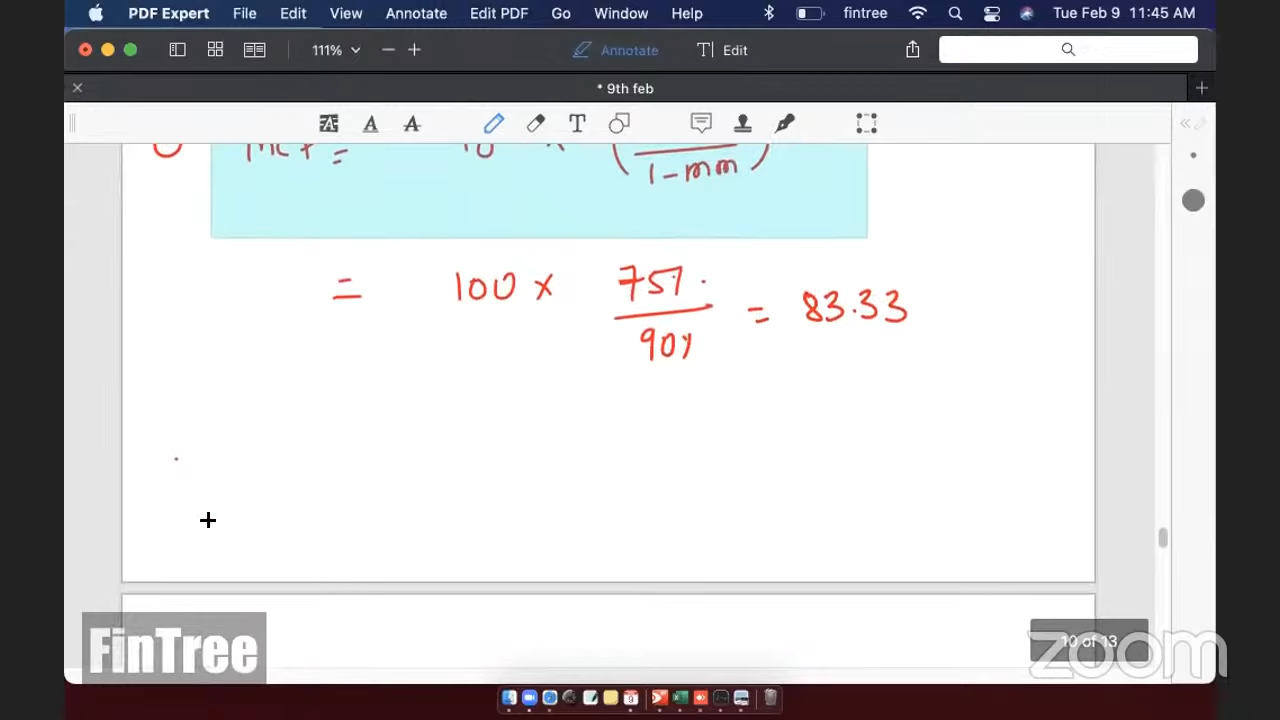 PDF Expert File Edit View Annotate Edit PDF Go Window Help fintree Tue Feb 9 11:45 AM
111% Annotate T Edit
* 9th feb
1 - mm
= 100 x 75%
90% = 83.33
FinTree
10 of 13
zoom